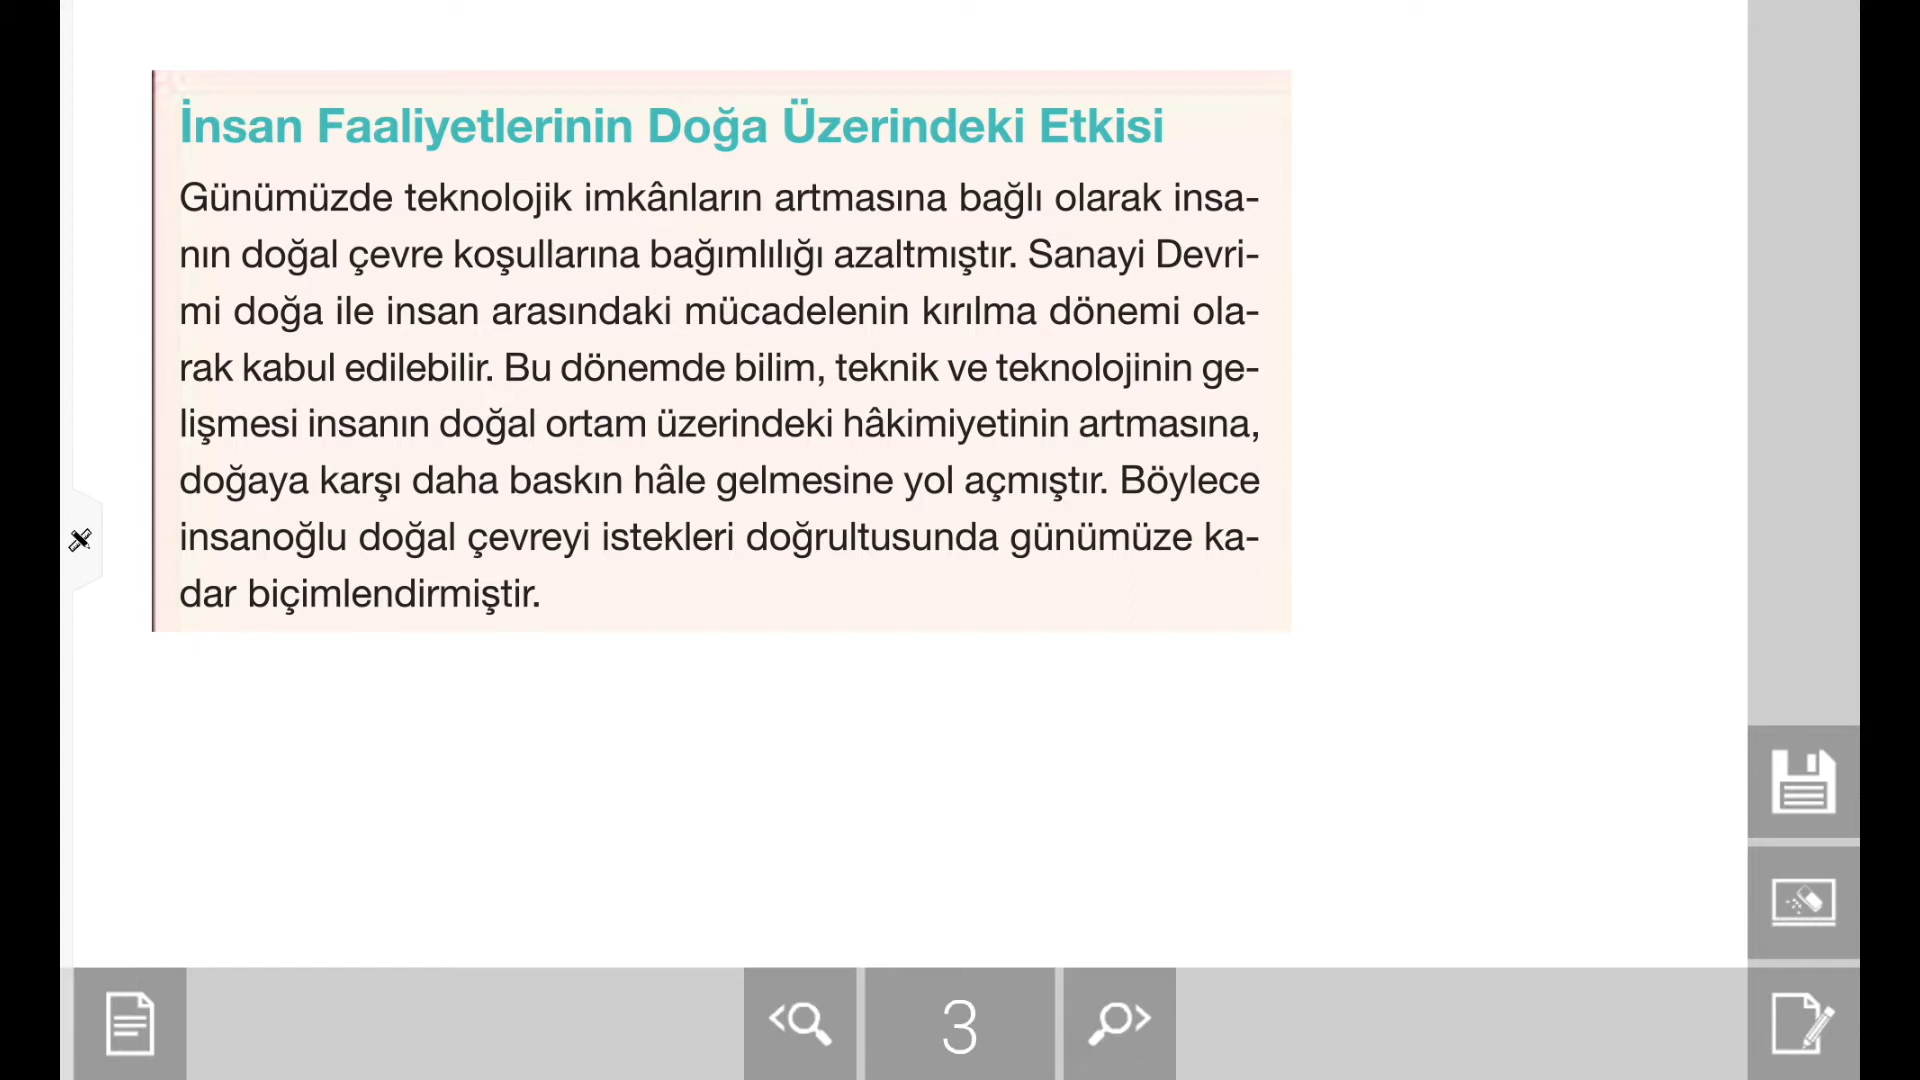 İnsan Faaliyetlerinin Doğa Üzerindeki Etkisi
Günümüzde teknolojik imkânların artmasına bağlı olarak insa-
nın doğal çevre koşullarına bağımlılığı azaltmıştır. Sanayi Devri-
mi doğa ile insan arasındaki mücadelenin kırılma dönemi ola-
rak kabul edilebilir. Bu dönemde bilim, teknik ve teknolojinin ge-
lişmesi insanın doğal ortam üzerindeki hâkimiyetinin artmasına,
doğaya karşı daha baskın hâle gelmesine yol açmıştır. Böylece
insanoğlu doğal çevreyi istekleri doğrultusunda günümüze ka-
dar biçimlendirmiştir.
3